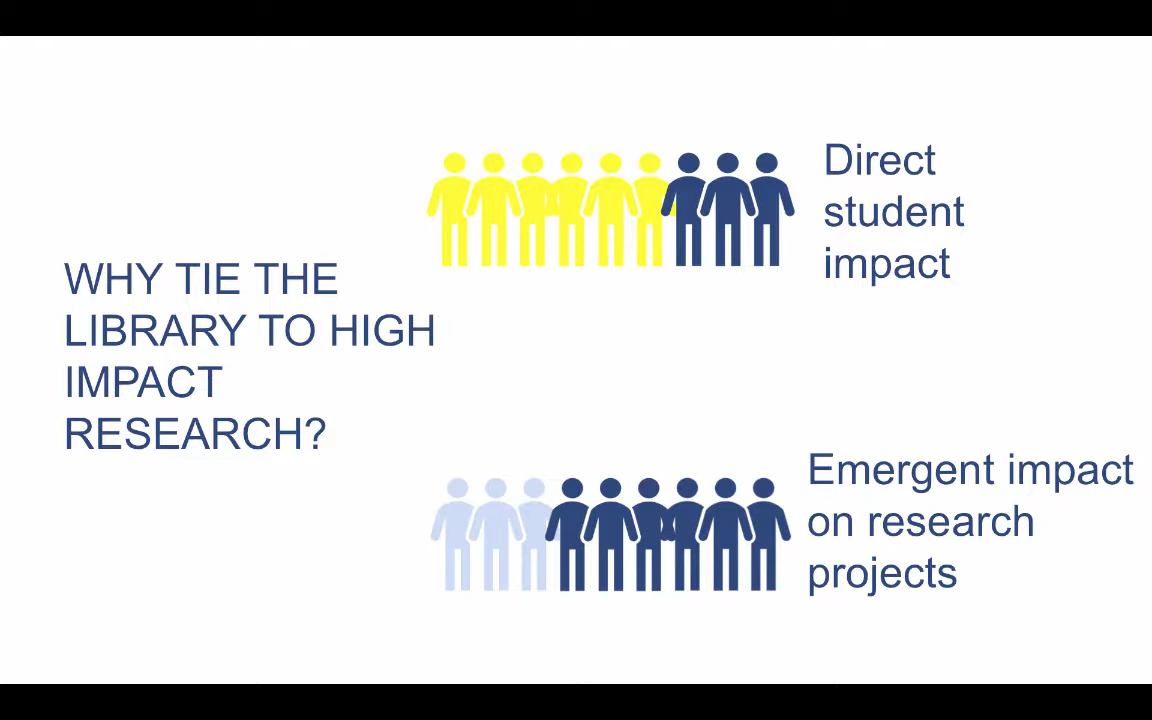 WHY TIE THE
LIBRARY TO HIGH
IMPACT
RESEARCH?
Direct
student
impact
Emergent impact
on research
projects